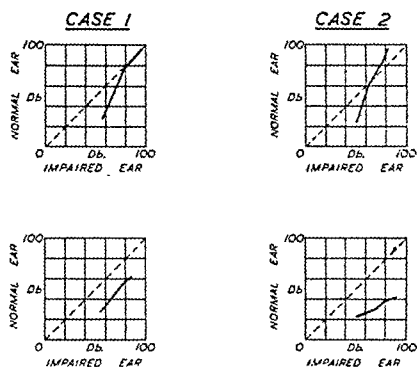 CASE 1
CASE 2
100
NORMAL EAR
Db
0
Db.
100
IMPAIRED EAR
100
NORMAL EAR
Db
0
Db.
100
IMPAIRED EAR
100
NORMAL EAR
Db
0
Db.
100
IMPAIRED EAR
100
NORMAL EAR
Db
0
Db.
100
IMPAIRED EAR